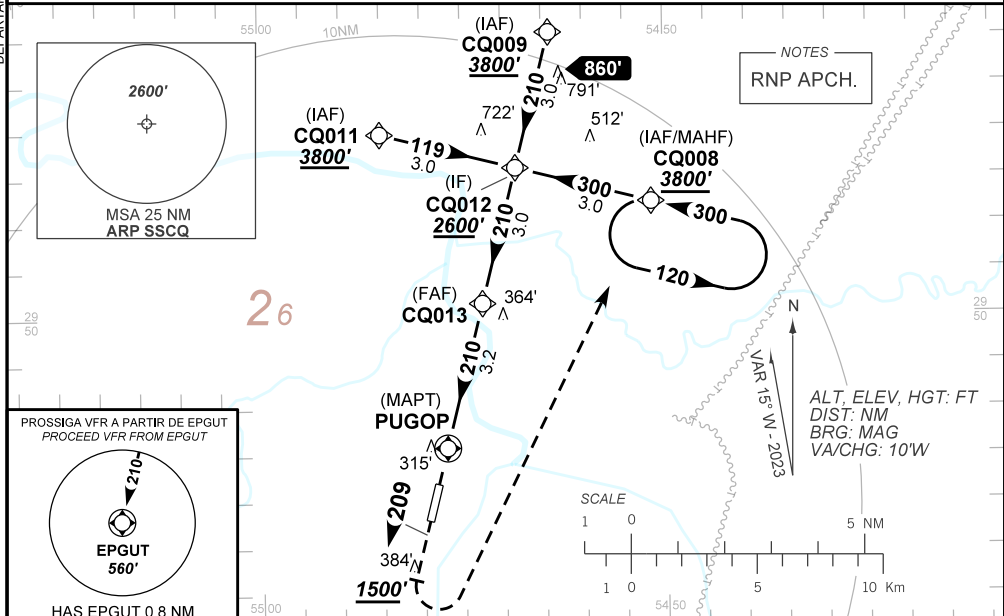 55 00
10NM
54 50
2600'
MSA 25 NM
ARP SSCQ
(IAF)
CQ009
3800'
860'
791'
210
3.0
722'
512'
NOTES
RNP APCH.
(IAF)
CQ011
3800'
119
3.0
(IAF/MAHF)
CQ008
3800'
300
3.0
300
120
(IF)
CQ012
2600'
210
3.0
26
(FAF)
CQ013
364'
210
3.2
29
50
29
50
N
VAR 15° W - 2023
ALT, ELEV, HGT: FT
DIST: NM
BRG: MAG
VA/CHG: 10'W
(MAPT)
PUGOP
315'
209
384'
1500'
PROSSIGA VFR A PARTIR DE EPGUT
PROCEED VFR FROM EPGUT
210
EPGUT
560'
HAS EPGUT 0.8 NM
SCALE
1 0 5 NM
1 0 5 10 Km
55 00
54 50